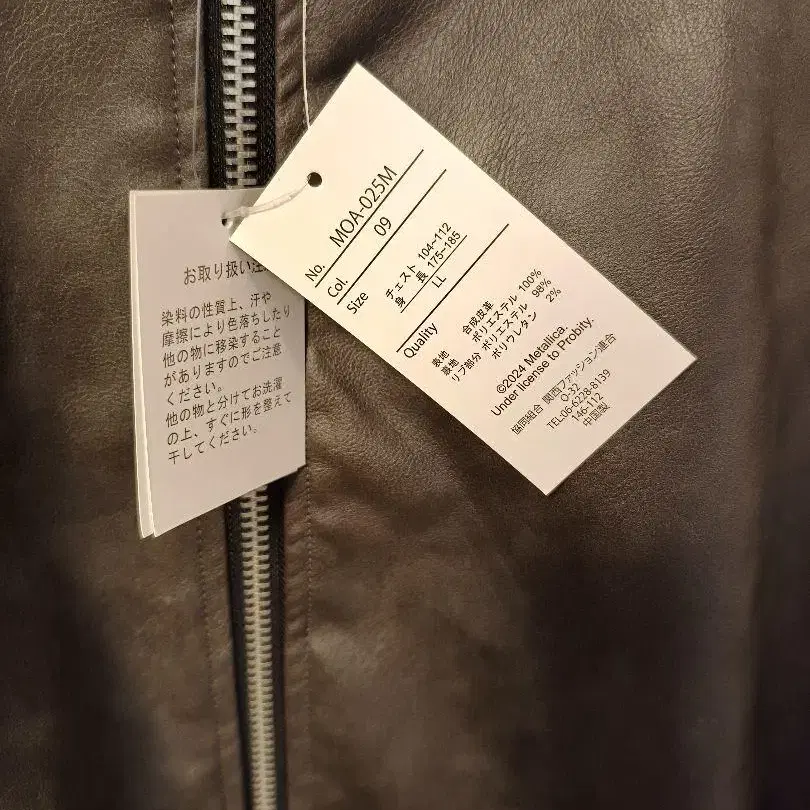 お取り扱い注
染料の性質上、汗や
摩擦により色落ちしたり
他の物に移染すること
がありますのでご注意
ください。
他の物と分けてお洗濯
の上、すぐに形を整えて
干してください。
No. MOA-025M
Col. 09
Size チェスト 104~112
身 長 175~185
LL
Quality
表地 合成皮革
裏地 ポリエステル 100%
リブ部分 ポリエステル 98%
ポリウレタン 2%
©2024 Metallica.
Under license to Probity.
協同組合 関西ファッション連合
Q-32
TEL.06-6228-8139
146-112
中国製